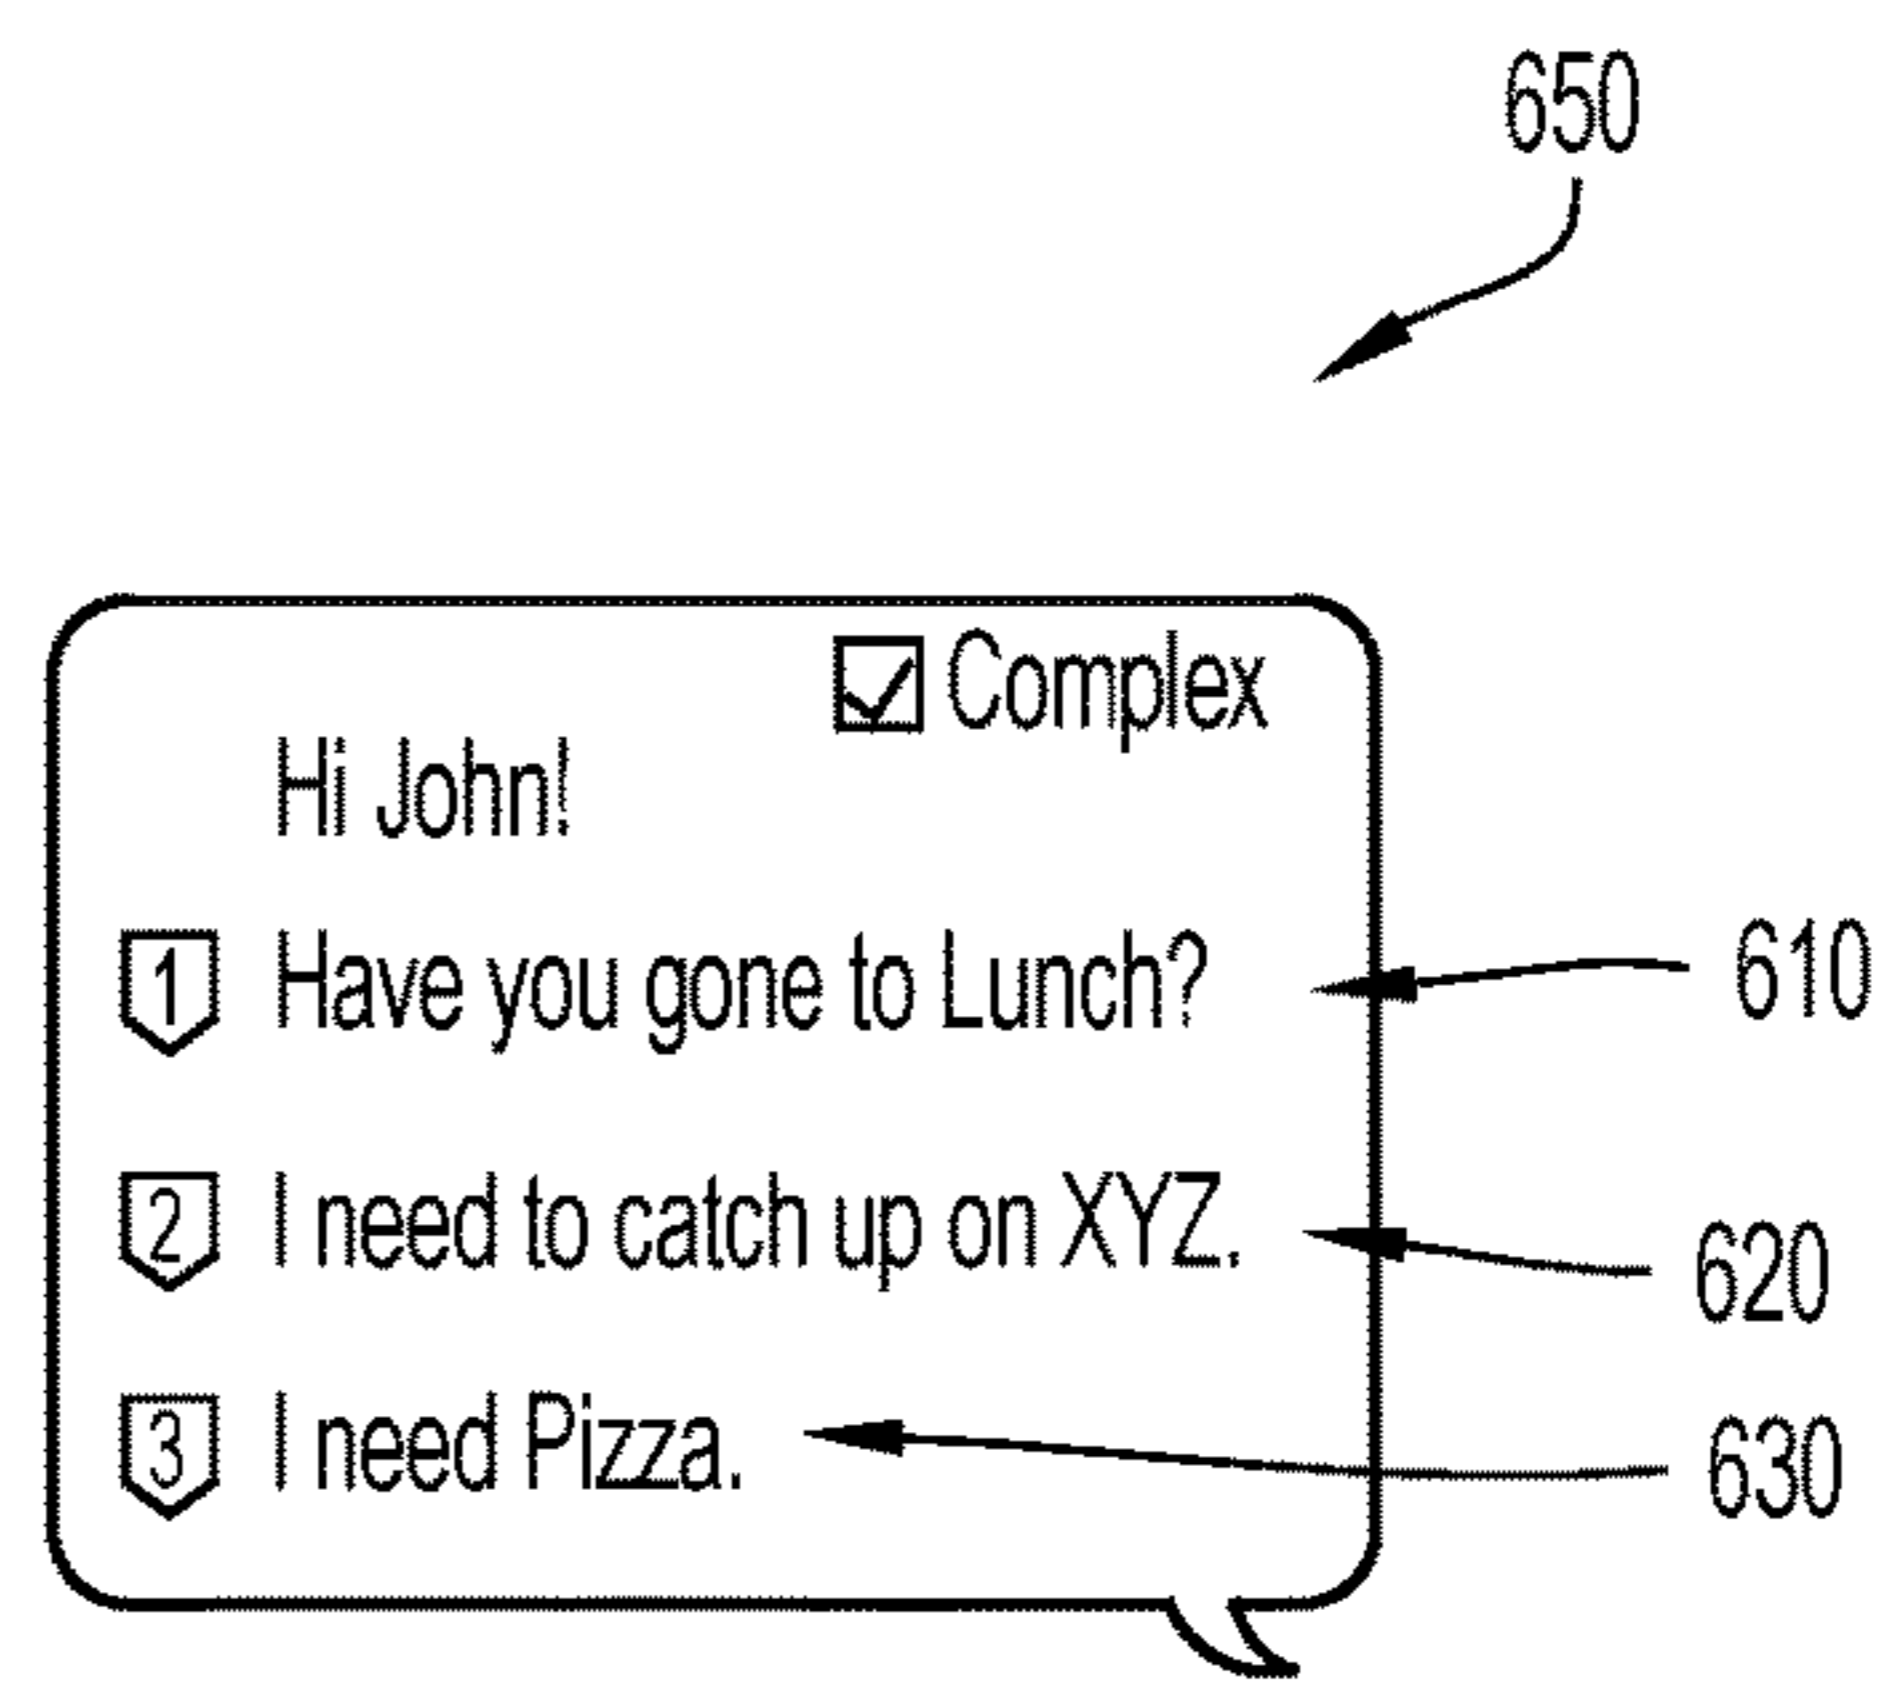 650
Complex
Hi John!
1 Have you gone to Lunch? 610
2 I need to catch up on XYZ. 620
3 I need Pizza. 630